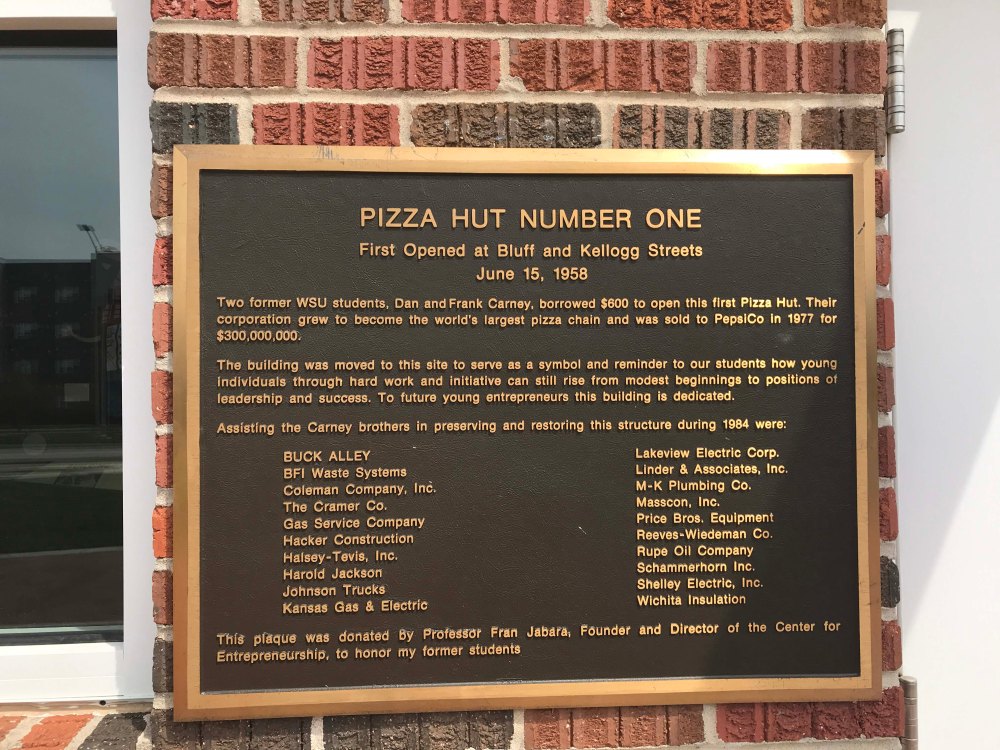 PIZZA HUT NUMBER ONE
First Opened at Bluff and Kellogg Streets
June 15, 1958
Two former WSU students, Dan and Frank Carney, borrowed $600 to open this first Pizza Hut. Their
corporation grew to become the world's largest pizza chain and was sold to PepsiCo in 1977 for
$300,000,000.
The building was moved to this site to serve as a symbol and reminder to our students how young
individuals through hard work and initiative can still rise from modest beginnings to positions of
leadership and success. To future young entrepreneurs this building is dedicated.
Assisting the Carney brothers in preserving and restoring this structure during 1984 were:
BUCK ALLEY
BFI Waste Systems
Coleman Company, Inc.
The Cramer Co.
Gas Service Company
Hacker Construction
Halsey-Tevis, Inc.
Harold Jackson
Johnson Trucks
Kansas Gas & Electric
Lakeview Electric Corp.
Linder & Associates, Inc.
M-K Plumbing Co.
Masscon, Inc.
Price Bros. Equipment
Reeves-Wiedeman Co.
Rupe Oil Company
Schammerhorn Inc.
Shelley Electric, Inc.
Wichita Insulation
This plaque was donated by Professor Fran Jabara, Founder and Director of the Center for
Entrepreneurship, to honor my former students